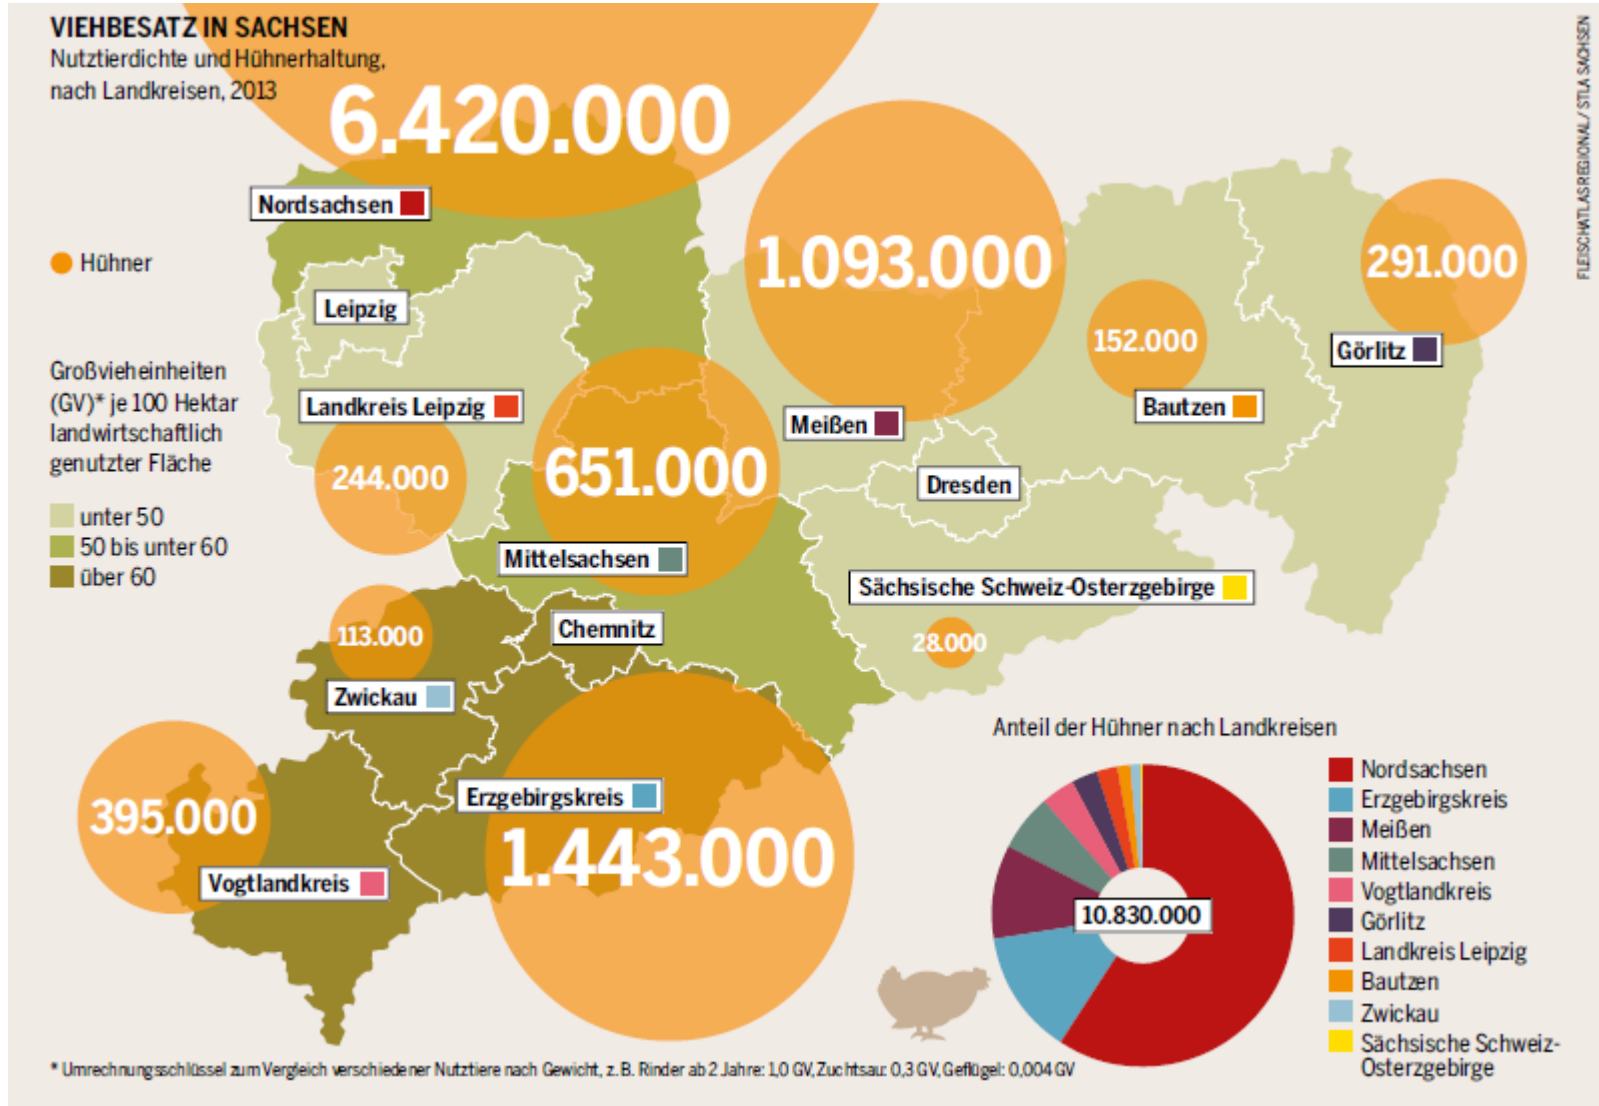 VIEHBESATZ IN SACHSEN
Nutztierdichte und Hühnerhaltung,
nach Landkreisen, 2013
6.420.000
Nordsachsen
Hühner
Leipzig
1.093.000
291.000
152.000
Görlitz
Großvieheinheiten
(GV)* je 100 Hektar
landwirtschaftlich
genutzter Fläche
unter 50
50 bis unter 60
über 60
Landkreis Leipzig
244.000
651.000
Meißen
Bautzen
Dresden
Mittelsachsen
Sächsische Schweiz-Osterzgebirge
28.000
113.000
Chemnitz
Zwickau
395.000
Vogtlandkreis
Erzgebirgskreis
1.443.000
Anteil der Hühner nach Landkreisen
10.830.000
Nordsachsen
Erzgebirgskreis
Meißen
Mittelsachsen
Vogtlandkreis
Görlitz
Landkreis Leipzig
Bautzen
Zwickau
Sächsische Schweiz-
Osterzgebirge
* Umrechnungsschlüssel zum Vergleich verschiedener Nutztiere nach Gewicht, z. B. Rinder ab 2 Jahre: 1,0 GV, Zuchtsau: 0,3 GV, Geflügel: 0,004 GV
FLEISCHATLAS REGIONAL / STLA SACHSEN